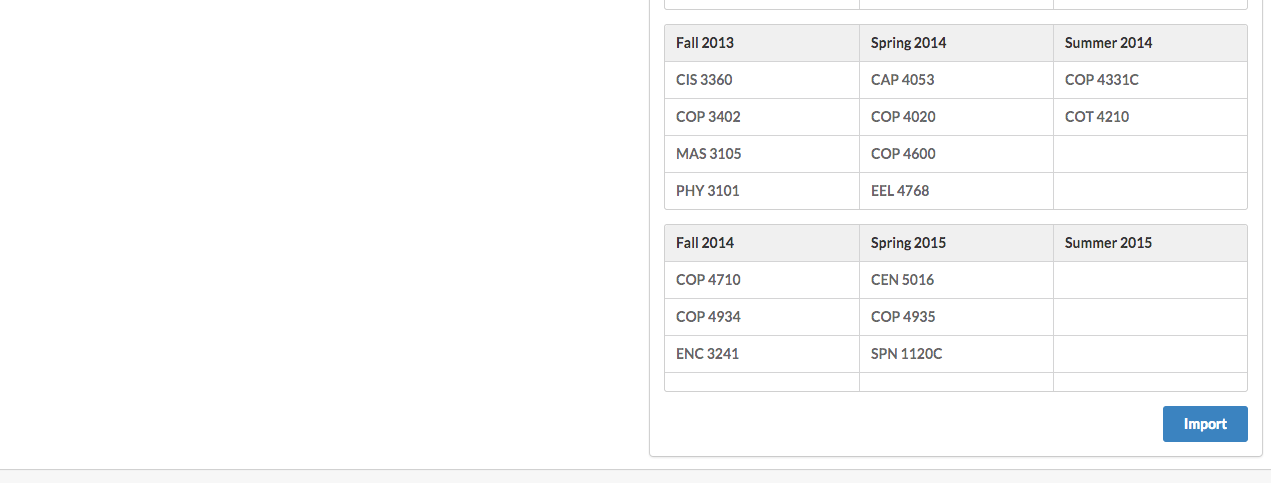 Fall 2013 Spring 2014 Summer 2014
CIS 3360 CAP 4053 COP 4331C
COP 3402 COP 4020 COT 4210
MAS 3105 COP 4600
PHY 3101 EEL 4768
Fall 2014 Spring 2015 Summer 2015
COP 4710 CEN 5016
COP 4934 COP 4935
ENC 3241 SPN 1120C
Import